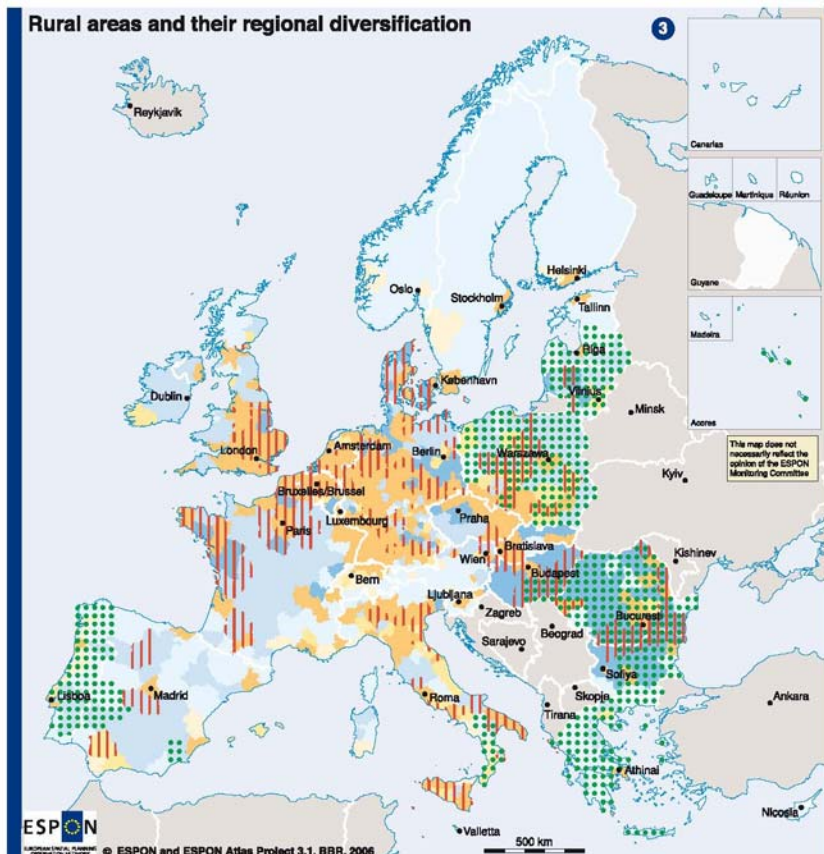 Rural areas and their regional diversification
3
Reykjavik
Canarias
Guadeloupe
Martinique
Réunion
Guyane
Madeira
Acores
This map does not
necessarily reflect the
opinion of the ESPON
Monitoring Committee
Oslo
Helsinki
Stockholm
Tallinn
Riga
Dublin
København
Vilnius
Minsk
London
Amsterdam
Berlin
Warszawa
Bruxelles/Brussel
Kyiv
Luxembourg
Praha
Paris
Wien
Bratislava
Kishinev
Bern
Budapest
Ljubljana
Zagreb
Beograd
Bucuresti
Sarajevo
Sofiya
Lisboa
Madrid
Roma
Skopje
Tirana
Ankara
Athinai
Nicosia
Valletta
ESPON
© ESPON and ESPON Atlas Project 3.1, BBR, 2006
500 km